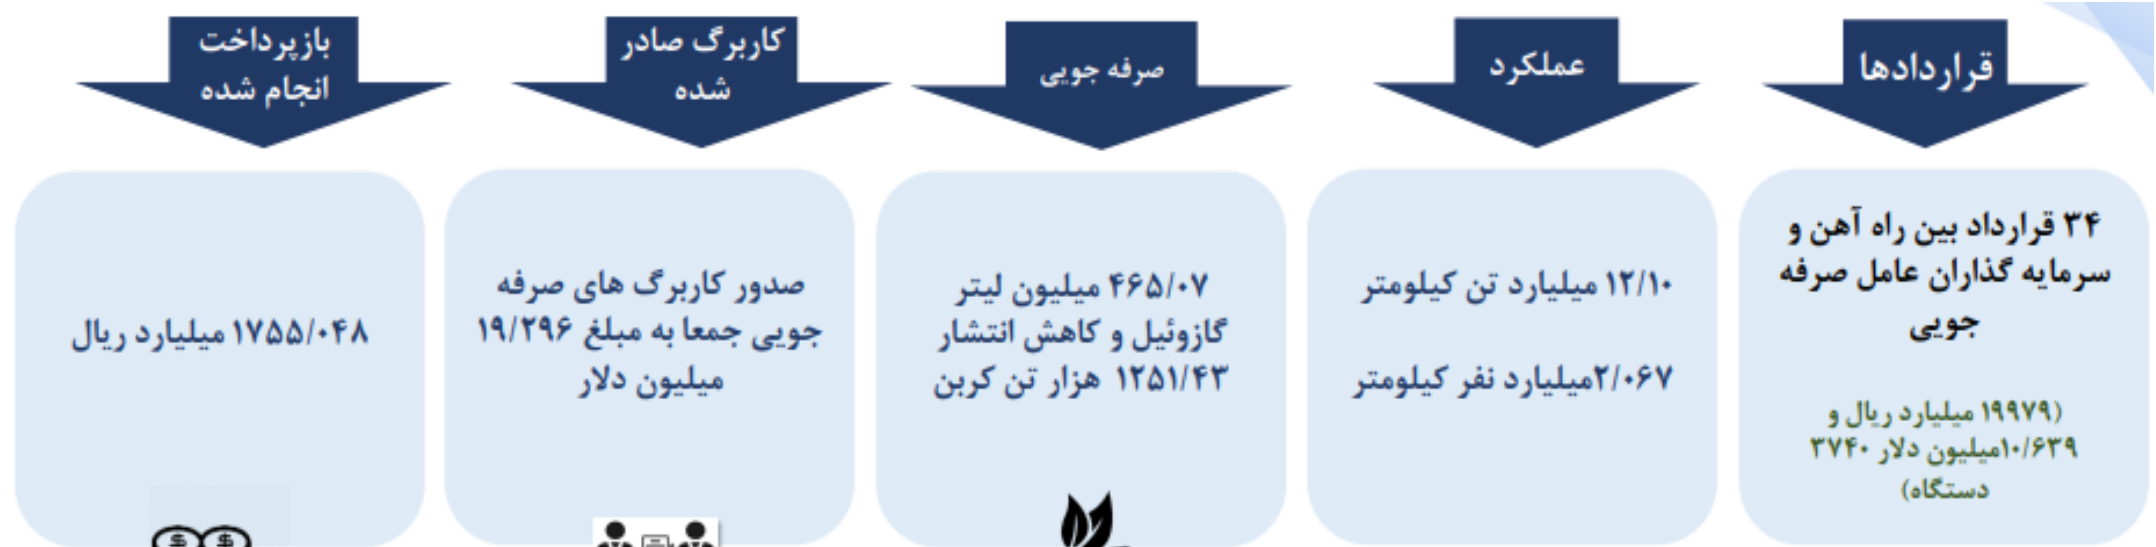 قراردادها
۳۴ قرارداد بین راه آهن و
سرمایه گذاران عامل صرفه
جویی
(۱۹۹۷۹ میلیارد ریال و
۱۰/۶۳۹میلیون دلار ۳۷۴۰
دستگاه)
عملکرد
۱۲/۱۰ میلیارد تن کیلومتر
۲/۰۶۷میلیارد نفر کیلومتر
صرفه جویی
۴۶۵/۰۷ میلیون لیتر
گازوئیل و کاهش انتشار
۱۲۵۱/۴۳ هزار تن کربن
کاربرگ صادر
شده
صدور کاربرگ های صرفه
جویی جمعا به مبلغ ۱۹/۲۹۶
میلیون دلار
بازپرداخت
انجام شده
۱۷۵۵/۰۴۸ میلیارد ریال